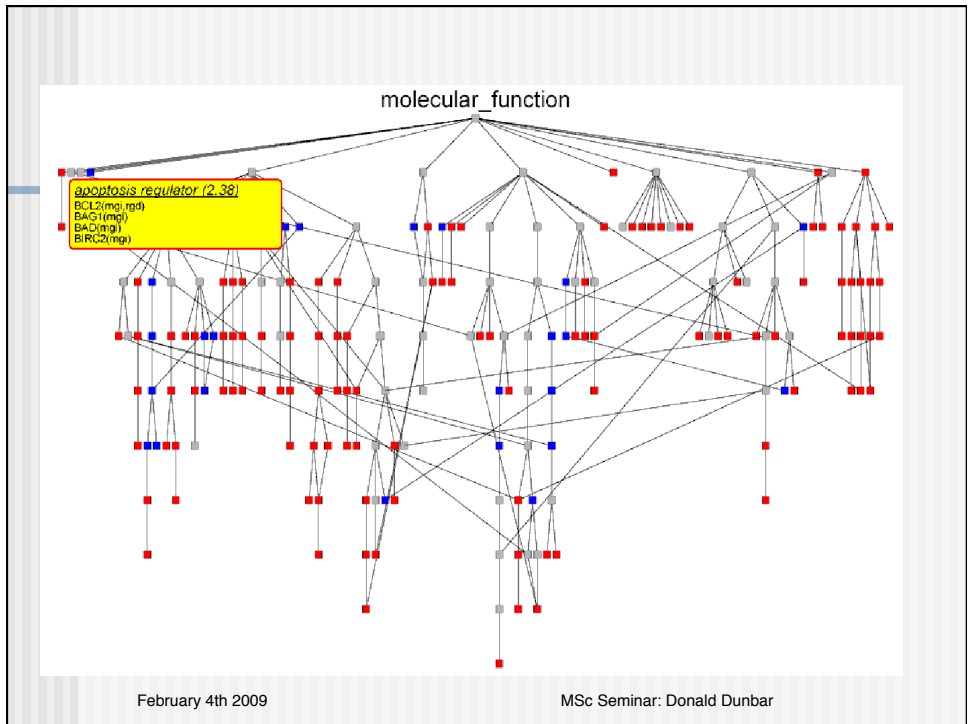 molecular_function
apoptosis regulator (2.38)
BCL2(mgi,rgd)
BAG1(mgi)
BAD(mgi)
BIRC2(mgi)
February 4th 2009
MSc Seminar: Donald Dunbar